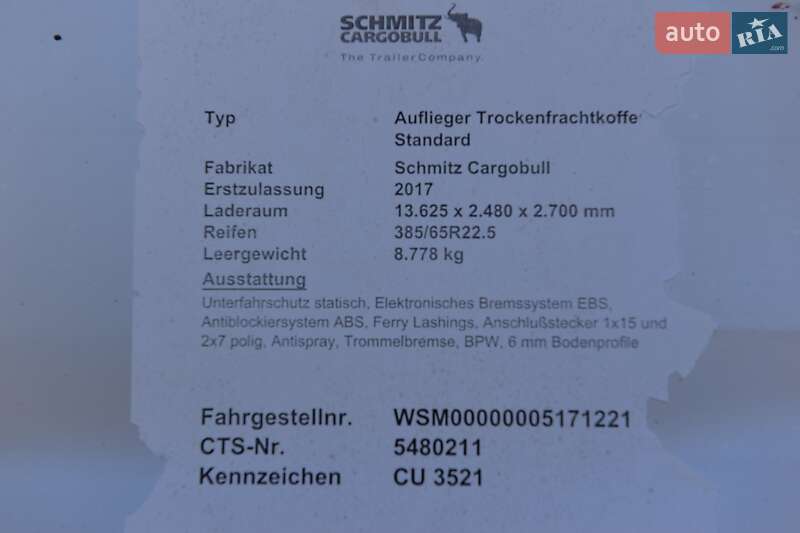 SCHMITZ
CARGOBULL
The TrailerCompany.
auto RIA.com
Typ Auflieger Trockenfrachtkoffe
Standard
Fabrikat Schmitz Cargobull
Erstzulassung 2017
Laderaum 13.625 x 2.480 x 2.700 mm
Reifen 385/65R22.5
Leergewicht 8.778 kg
Ausstattung
Unterfahrschutz statisch, Elektronisches Bremssystem EBS,
Antiblockiersystem ABS, Ferry Lashings, Anschlußstecker 1x15 und
2x7 polig, Antispray, Trommelbremse, BPW, 6 mm Bodenprofile
Fahrgestellnr. WSM00000005171221
CTS-Nr. 5480211
Kennzeichen CU 3521